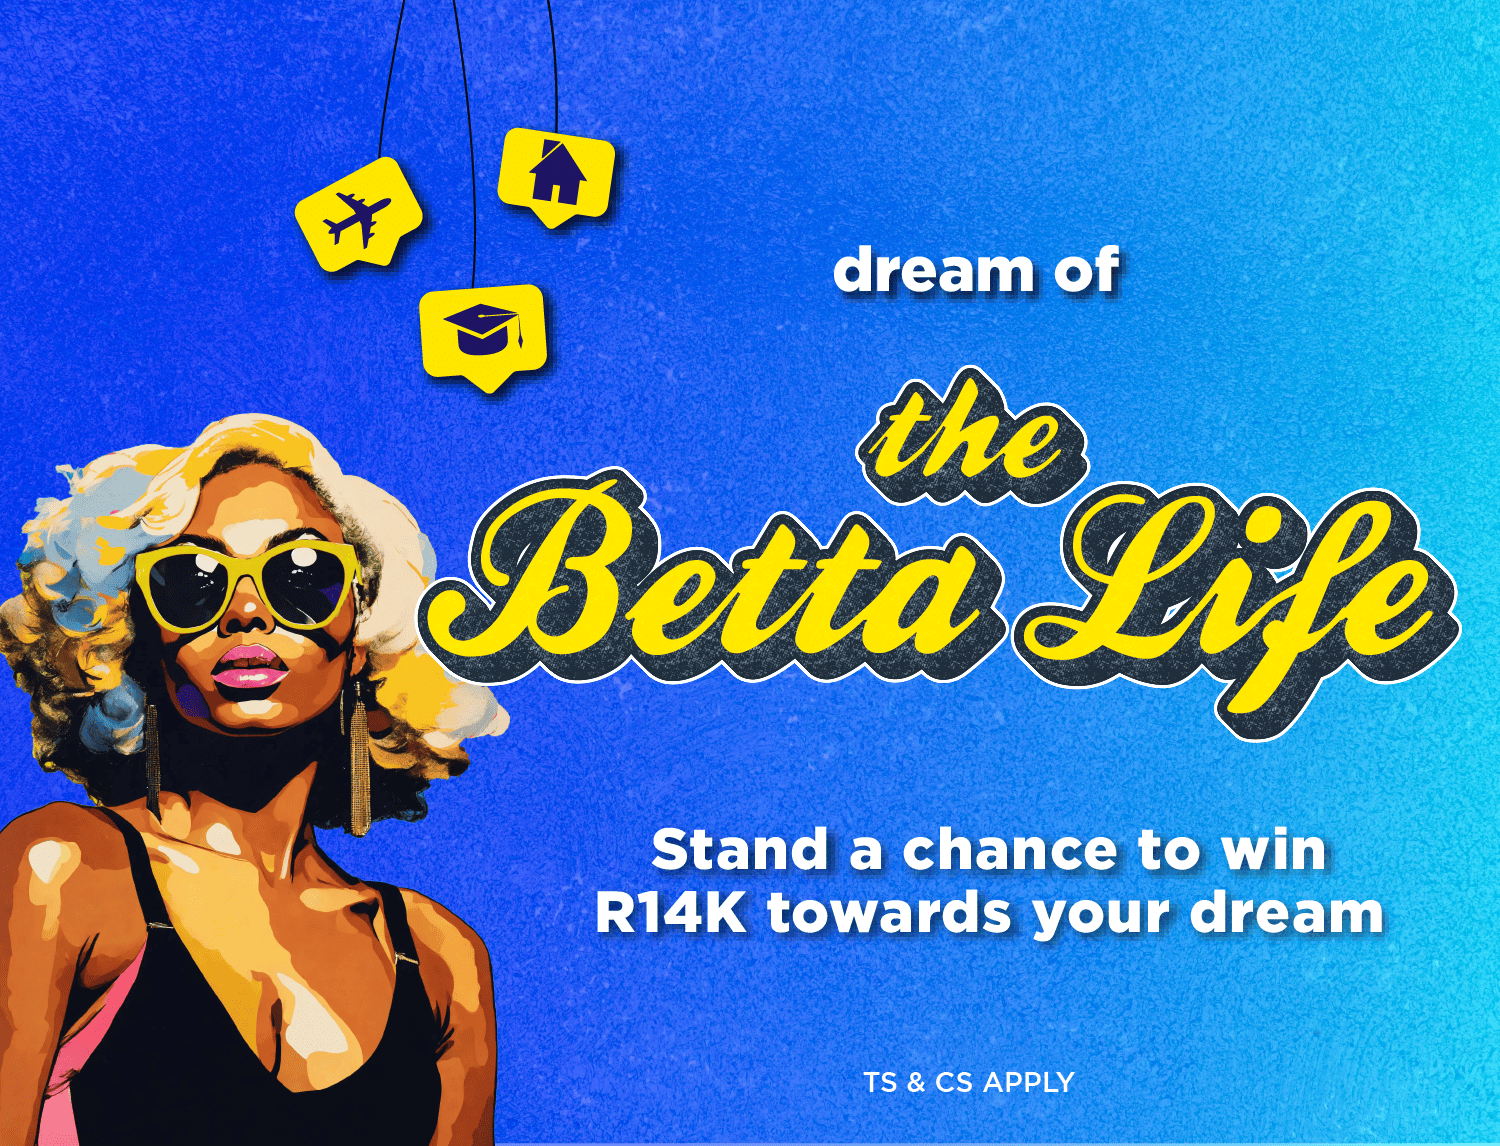 dream of
the
Betta Life
Stand a chance to win
R14K towards your dream
TS & CS APPLY